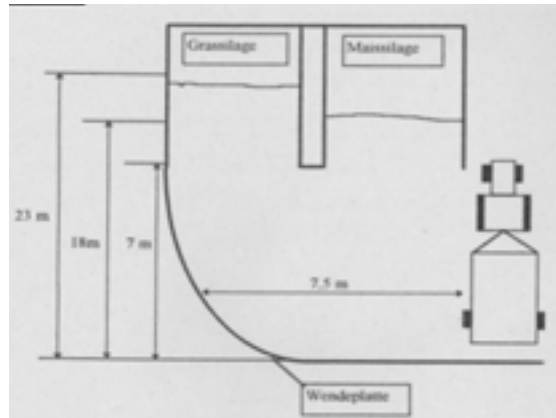 Grassilage
Maissilage
23 m
18m
7 m
7.5 m
Wendeplatte